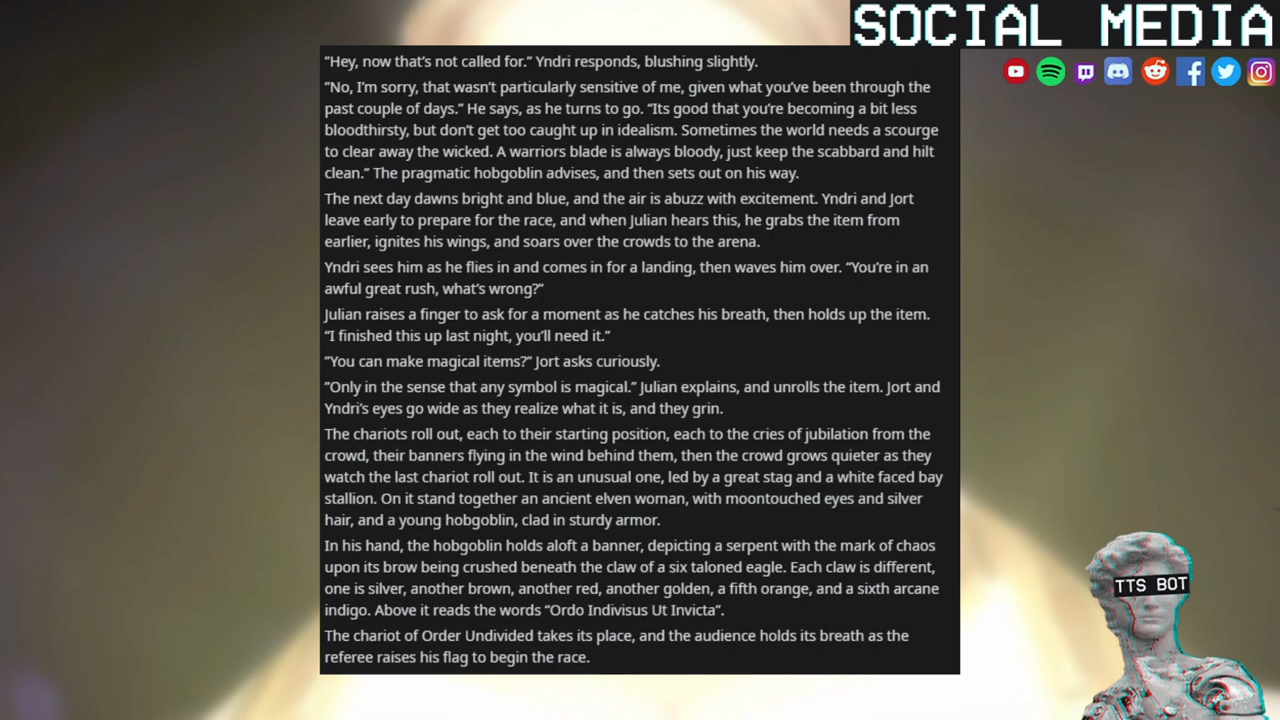 SOCIAL MEDIA
“Hey, now that’s not called for.” Yndri responds, blushing slightly.
“No, I’m sorry, that wasn’t particularly sensitive of me, given what you’ve been through the
past couple of days.” He says, as he turns to go. “Its good that you’re becoming a bit less
bloodthirsty, but don’t get too caught up in idealism. Sometimes the world needs a scourge
to clear away the wicked. A warriors blade is always bloody, just keep the scabbard and hilt
clean.” The pragmatic hobgoblin advises, and then sets out on his way.
The next day dawns bright and blue, and the air is abuzz with excitement. Yndri and Jort
leave early to prepare for the race, and when Julian hears this, he grabs the item from
earlier, ignites his wings, and soars over the crowds to the arena.
Yndri sees him as he flies in and comes in for a landing, then waves him over. “You’re in an
awful great rush, what’s wrong?”
Julian raises a finger to ask for a moment as he catches his breath, then holds up the item.
“I finished this up last night, you’ll need it.”
“You can make magical items?” Jort asks curiously.
“Only in the sense that any symbol is magical.” Julian explains, and unrolls the item. Jort and
Yndri’s eyes go wide as they realize what it is, and they grin.
The chariots roll out, each to their starting position, each to the cries of jubilation from the
crowd, their banners flying in the wind behind them, then the crowd grows quieter as they
watch the last chariot roll out. It is an unusual one, led by a great stag and a white faced bay
stallion. On it stand together an ancient elven woman, with moontouched eyes and silver
hair, and a young hobgoblin, clad in sturdy armor.
In his hand, the hobgoblin holds aloft a banner, depicting a serpent with the mark of chaos
upon its brow being crushed beneath the claw of a six taloned eagle. Each claw is different,
one is silver, another brown, another red, another golden, a fifth orange, and a sixth arcane
indigo. Above it reads the words “Ordo Indivisus Ut Invicta”.
The chariot of Order Undivided takes its place, and the audience holds its breath as the
referee raises his flag to begin the race.
TTS BOT